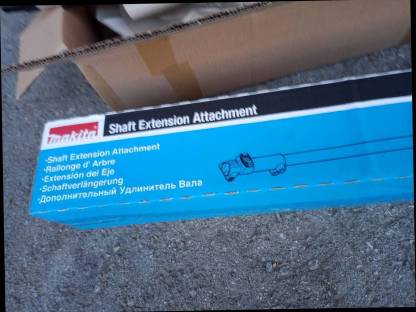 makita
Shaft Extension Attachment
·Shaft Extension Attachment
·Rallonge d' Arbre
·Extensión del Eje
·Schaftverlängerung
·Дополнительный Удлинитель Вала